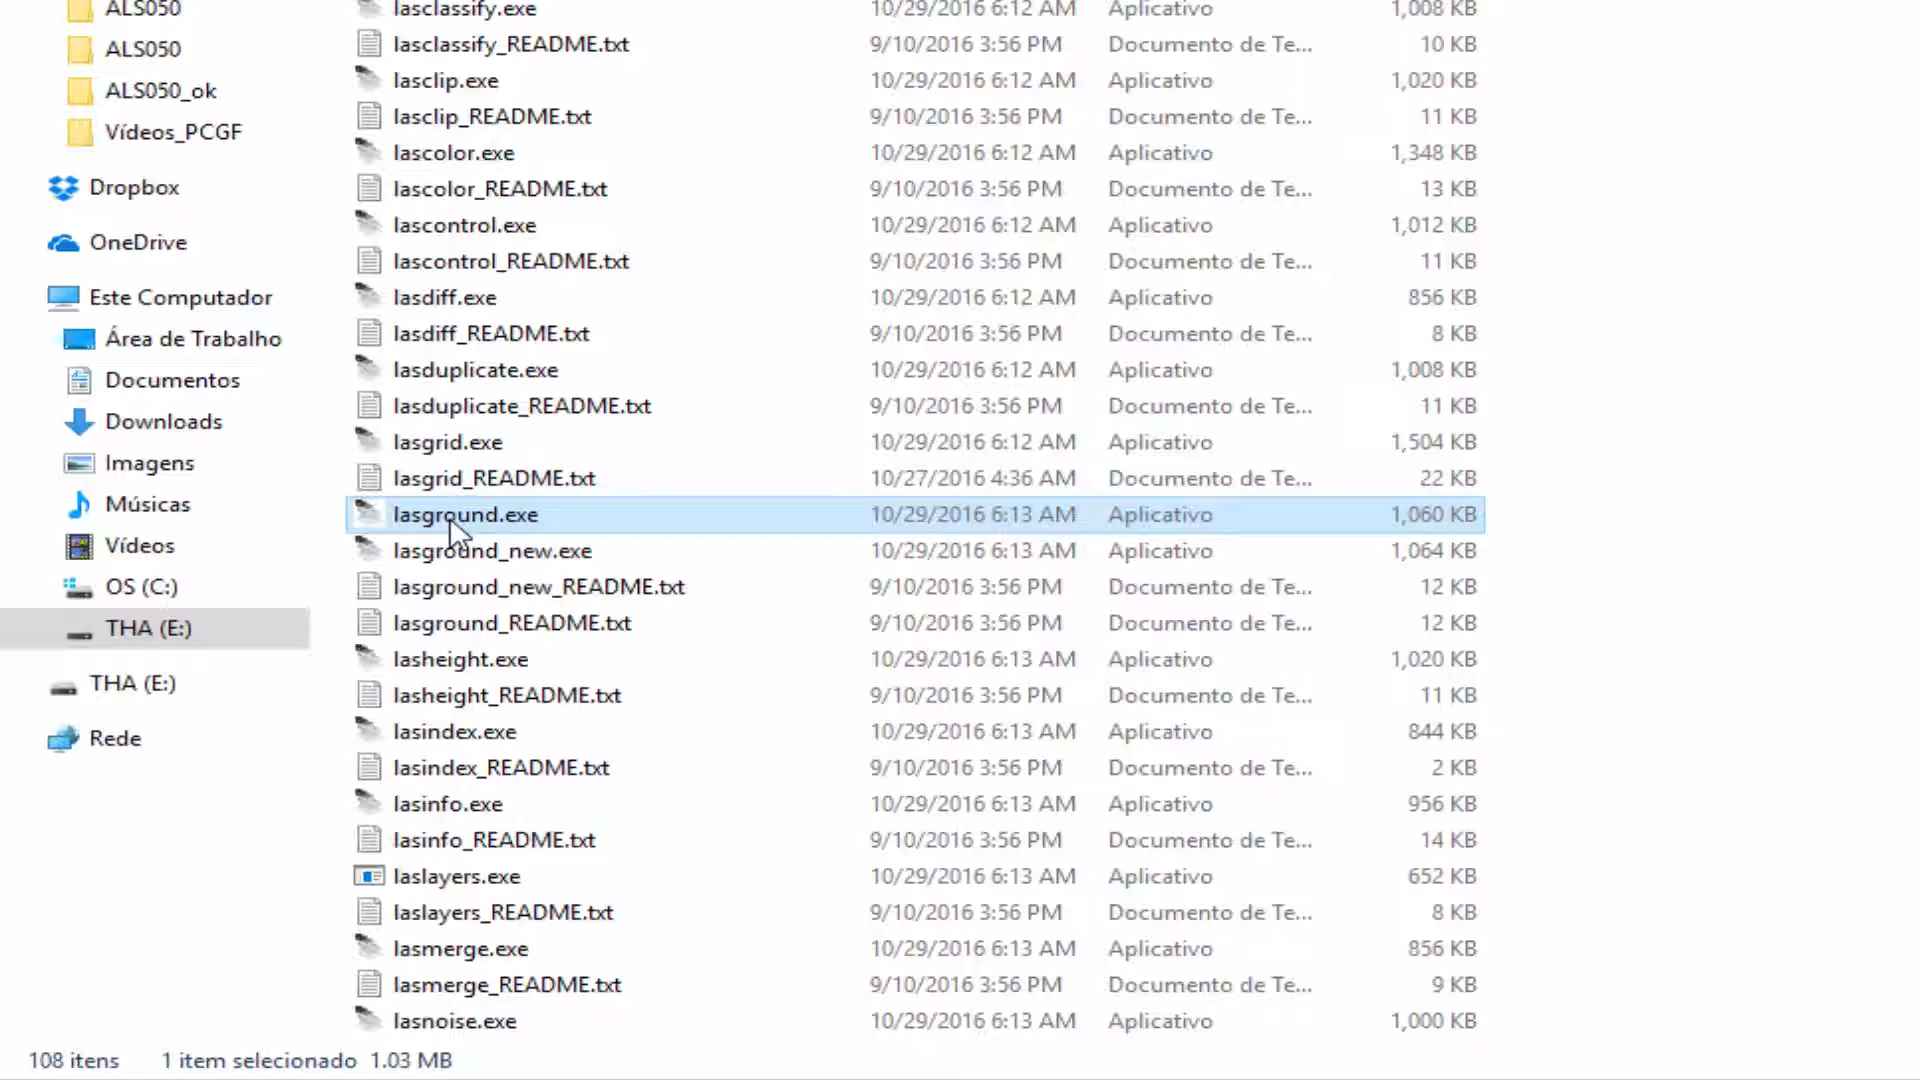 ALS050
ALS050
ALS050_ok
Vídeos_PCGF
Dropbox
OneDrive
Este Computador
Área de Trabalho
Documentos
Downloads
Imagens
Músicas
Vídeos
OS (C:)
THA (E:)
THA (E:)
Rede
lasclassify.exe 10/29/2016 6:12 AM Aplicativo 1,008 KB
lasclassify_README.txt 9/10/2016 3:56 PM Documento de Te... 10 KB
lasclip.exe 10/29/2016 6:12 AM Aplicativo 1,020 KB
lasclip_README.txt 9/10/2016 3:56 PM Documento de Te... 11 KB
lascolor.exe 10/29/2016 6:12 AM Aplicativo 1,348 KB
lascolor_README.txt 9/10/2016 3:56 PM Documento de Te... 13 KB
lascontrol.exe 10/29/2016 6:12 AM Aplicativo 1,012 KB
lascontrol_README.txt 9/10/2016 3:56 PM Documento de Te... 11 KB
lasdiff.exe 10/29/2016 6:12 AM Aplicativo 856 KB
lasdiff_README.txt 9/10/2016 3:56 PM Documento de Te... 8 KB
lasduplicate.exe 10/29/2016 6:12 AM Aplicativo 1,008 KB
lasduplicate_README.txt 9/10/2016 3:56 PM Documento de Te... 11 KB
lasgrid.exe 10/29/2016 6:12 AM Aplicativo 1,504 KB
lasgrid_README.txt 10/27/2016 4:36 AM Documento de Te... 22 KB
lasground.exe 10/29/2016 6:13 AM Aplicativo 1,060 KB
lasground_new.exe 10/29/2016 6:13 AM Aplicativo 1,064 KB
lasground_new_README.txt 9/10/2016 3:56 PM Documento de Te... 12 KB
lasground_README.txt 9/10/2016 3:56 PM Documento de Te... 12 KB
lasheight.exe 10/29/2016 6:13 AM Aplicativo 1,020 KB
lasheight_README.txt 9/10/2016 3:56 PM Documento de Te... 11 KB
lasindex.exe 10/29/2016 6:13 AM Aplicativo 844 KB
lasindex_README.txt 9/10/2016 3:56 PM Documento de Te... 2 KB
lasinfo.exe 10/29/2016 6:13 AM Aplicativo 956 KB
lasinfo_README.txt 9/10/2016 3:56 PM Documento de Te... 14 KB
laslayers.exe 10/29/2016 6:13 AM Aplicativo 652 KB
laslayers_README.txt 9/10/2016 3:56 PM Documento de Te... 8 KB
lasmerge.exe 10/29/2016 6:13 AM Aplicativo 856 KB
lasmerge_README.txt 9/10/2016 3:56 PM Documento de Te... 9 KB
lasnoise.exe 10/29/2016 6:13 AM Aplicativo 1,000 KB
108 itens 1 item selecionado 1.03 MB